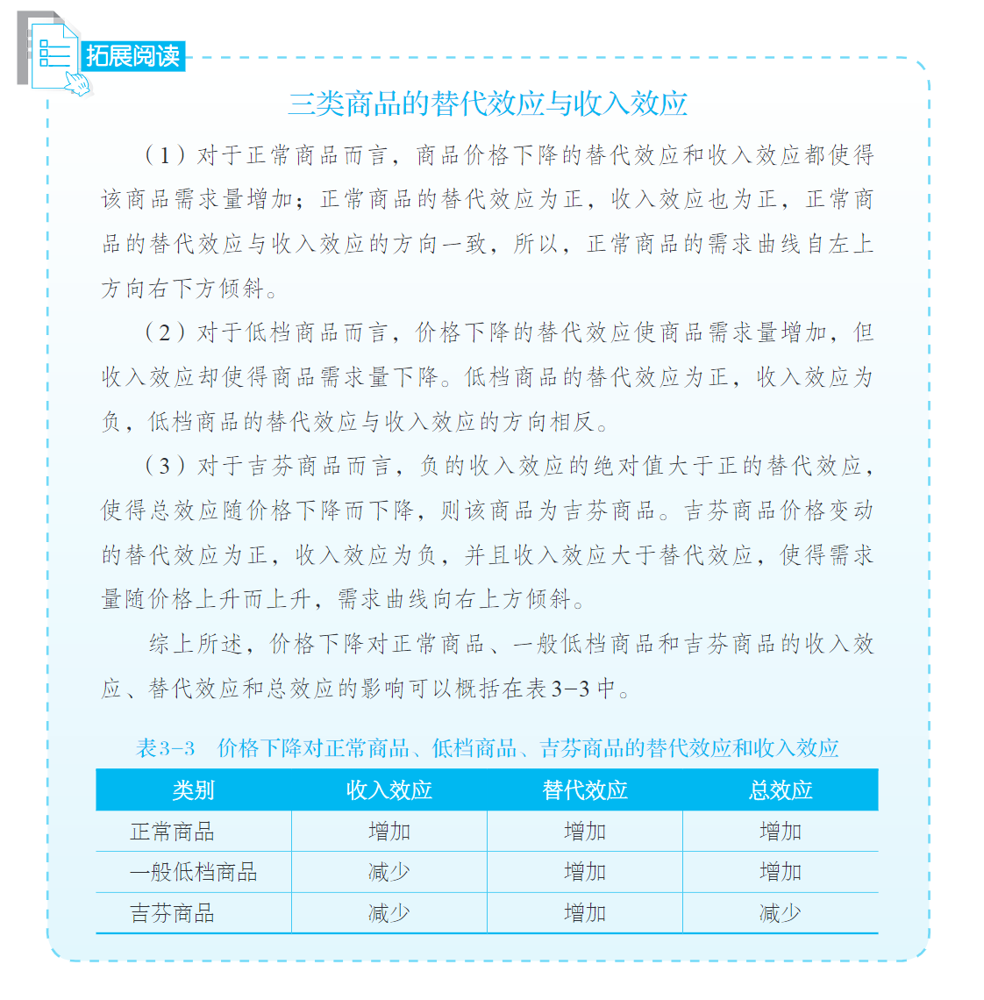 拓展阅读
三类商品的替代效应与收入效应
（1）对于正常商品而言，商品价格下降的替代效应和收入效应都使得
该商品需求量增加；正常商品的替代效应为正，收入效应也为正，正常商
品的替代效应与收入效应的方向一致，所以，正常商品的需求曲线自左上
方向右下方倾斜。
（2）对于低档商品而言，价格下降的替代效应使商品需求量增加，但
收入效应却使得商品需求量下降。低档商品的替代效应为正，收入效应为
负，低档商品的替代效应与收入效应的方向相反。
（3）对于吉芬商品而言，负的收入效应的绝对值大于正的替代效应，
使得总效应随价格下降而下降，则该商品为吉芬商品。吉芬商品价格变动
的替代效应为正，收入效应为负，并且收入效应大于替代效应，使得需求
量随价格上升而上升，需求曲线向右上方倾斜。
综上所述，价格下降对正常商品、一般低档商品和吉芬商品的收入效
应、替代效应和总效应的影响可以概括在表3-3中。
表3-3 价格下降对正常商品、低档商品、吉芬商品的替代效应和收入效应
类别 收入效应 替代效应 总效应
正常商品 增加 增加 增加
一般低档商品 减少 增加 增加
吉芬商品 减少 增加 减少